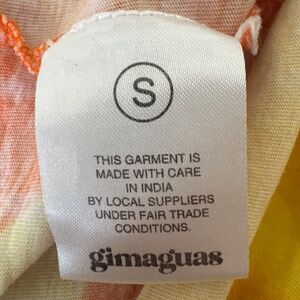 S
THIS GARMENT IS
MADE WITH CARE
IN INDIA
BY LOCAL SUPPLIERS
UNDER FAIR TRADE
CONDITIONS.
gimaguas